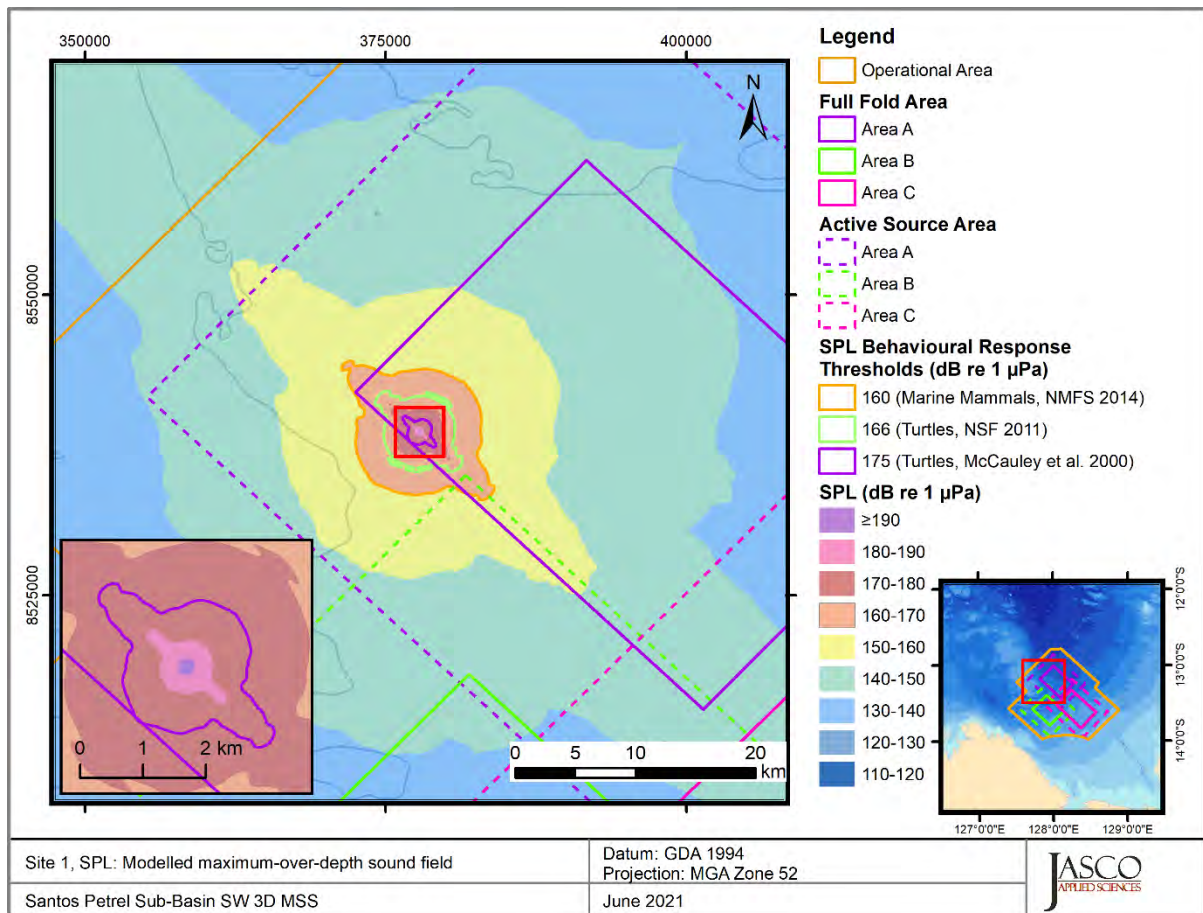 350000
375000
400000
N
8550000
8525000
0 1 2 km
0 5 10 20
km
Legend
Operational Area
Full Fold Area
Area A
Area B
Area C
Active Source Area
Area A
Area B
Area C
SPL Behavioural Response
Thresholds (dB re 1 µPa)
160 (Marine Mammals, NMFS 2014)
166 (Turtles, NSF 2011)
175 (Turtles, McCauley et al. 2000)
SPL (dB re 1 µPa)
≥190
180-190
170-180
160-170
150-160
140-150
130-140
120-130
110-120
12°0'0"S
13°0'0"S
14°0'0"S
127°0'0"E
128°0'0"E
129°0'0"E
Site 1, SPL: Modelled maximum-over-depth sound field
Datum: GDA 1994
Projection: MGA Zone 52
Santos Petrel Sub-Basin SW 3D MSS
June 2021
JASCO
APPLIED SCIENCES